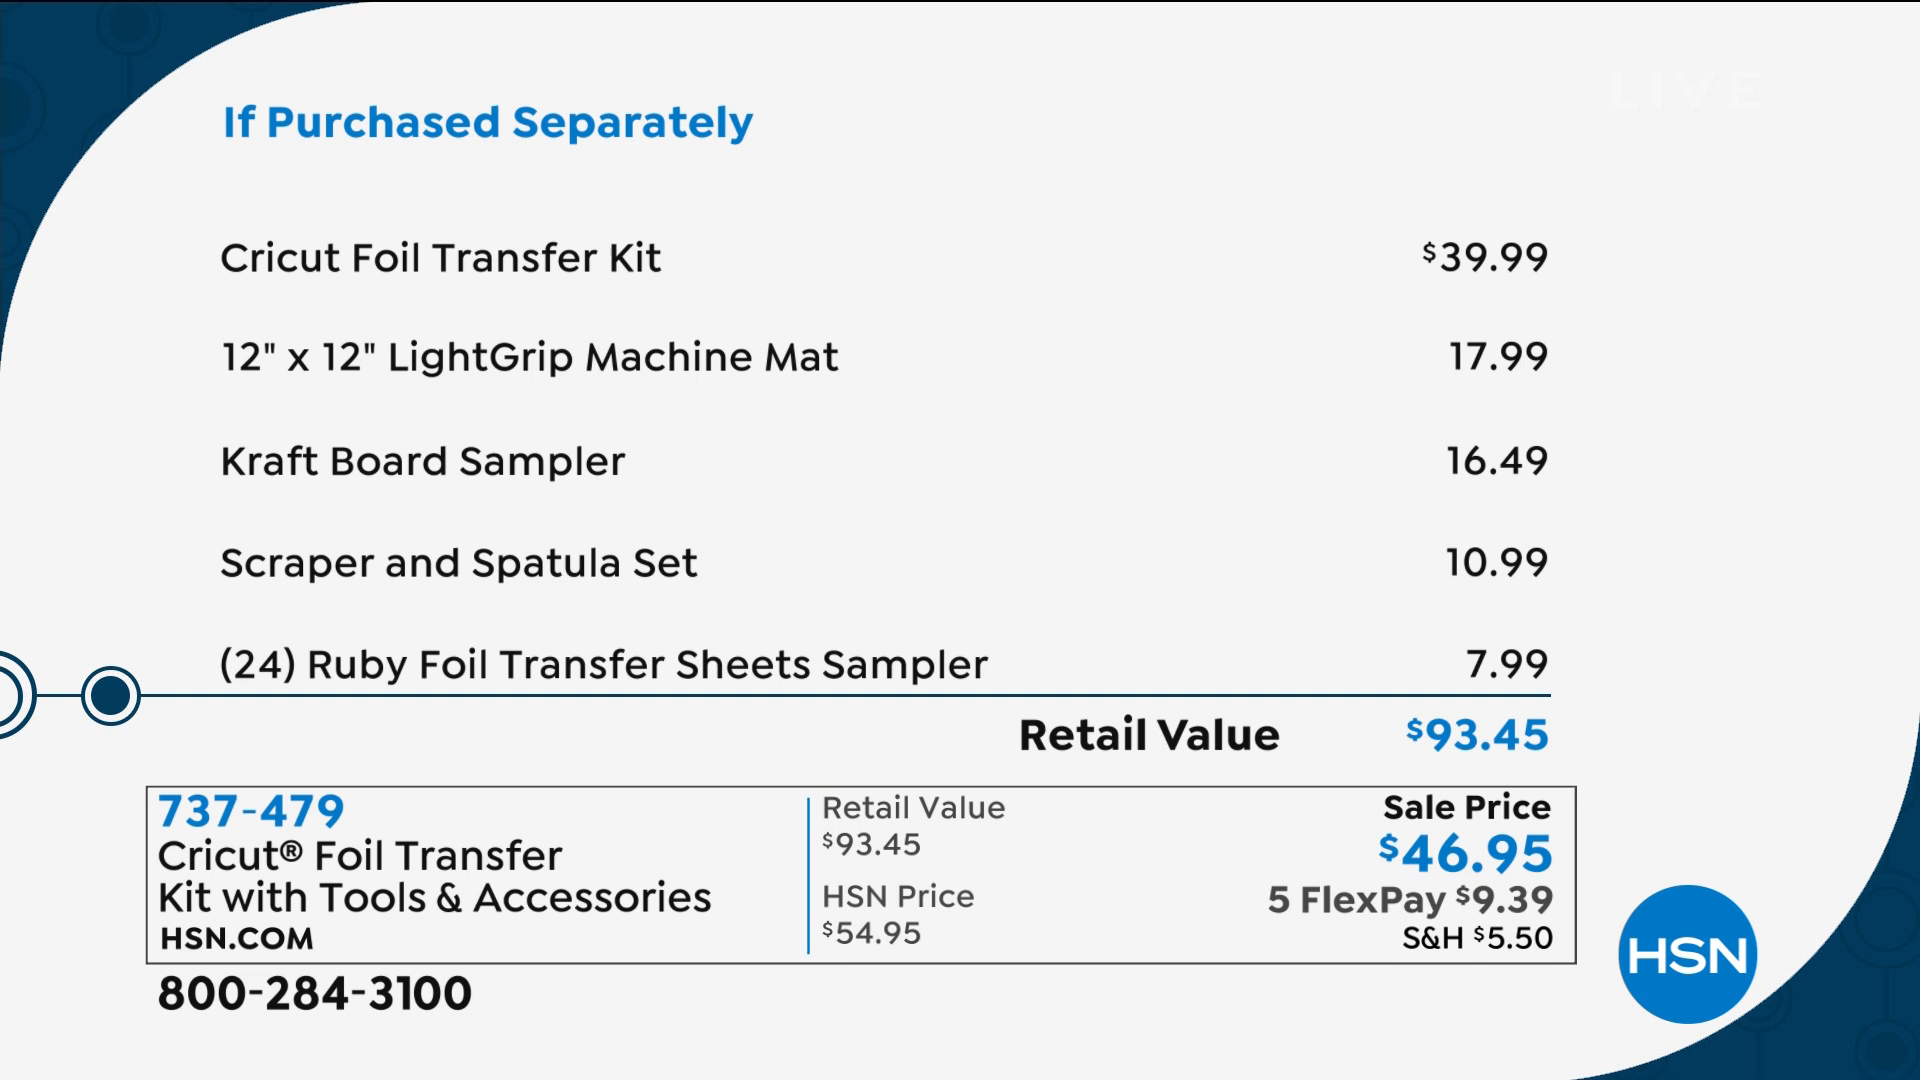 LIVE
If Purchased Separately
Cricut Foil Transfer Kit $39.99
12" x 12" LightGrip Machine Mat 17.99
Kraft Board Sampler 16.49
Scraper and Spatula Set 10.99
(24) Ruby Foil Transfer Sheets Sampler 7.99
Retail Value $93.45
737-479
Cricut® Foil Transfer
Kit with Tools & Accessories
HSN.COM
Retail Value
$93.45
HSN Price
$54.95
Sale Price
$46.95
5 FlexPay $9.39
S&H $5.50
800-284-3100
HSN